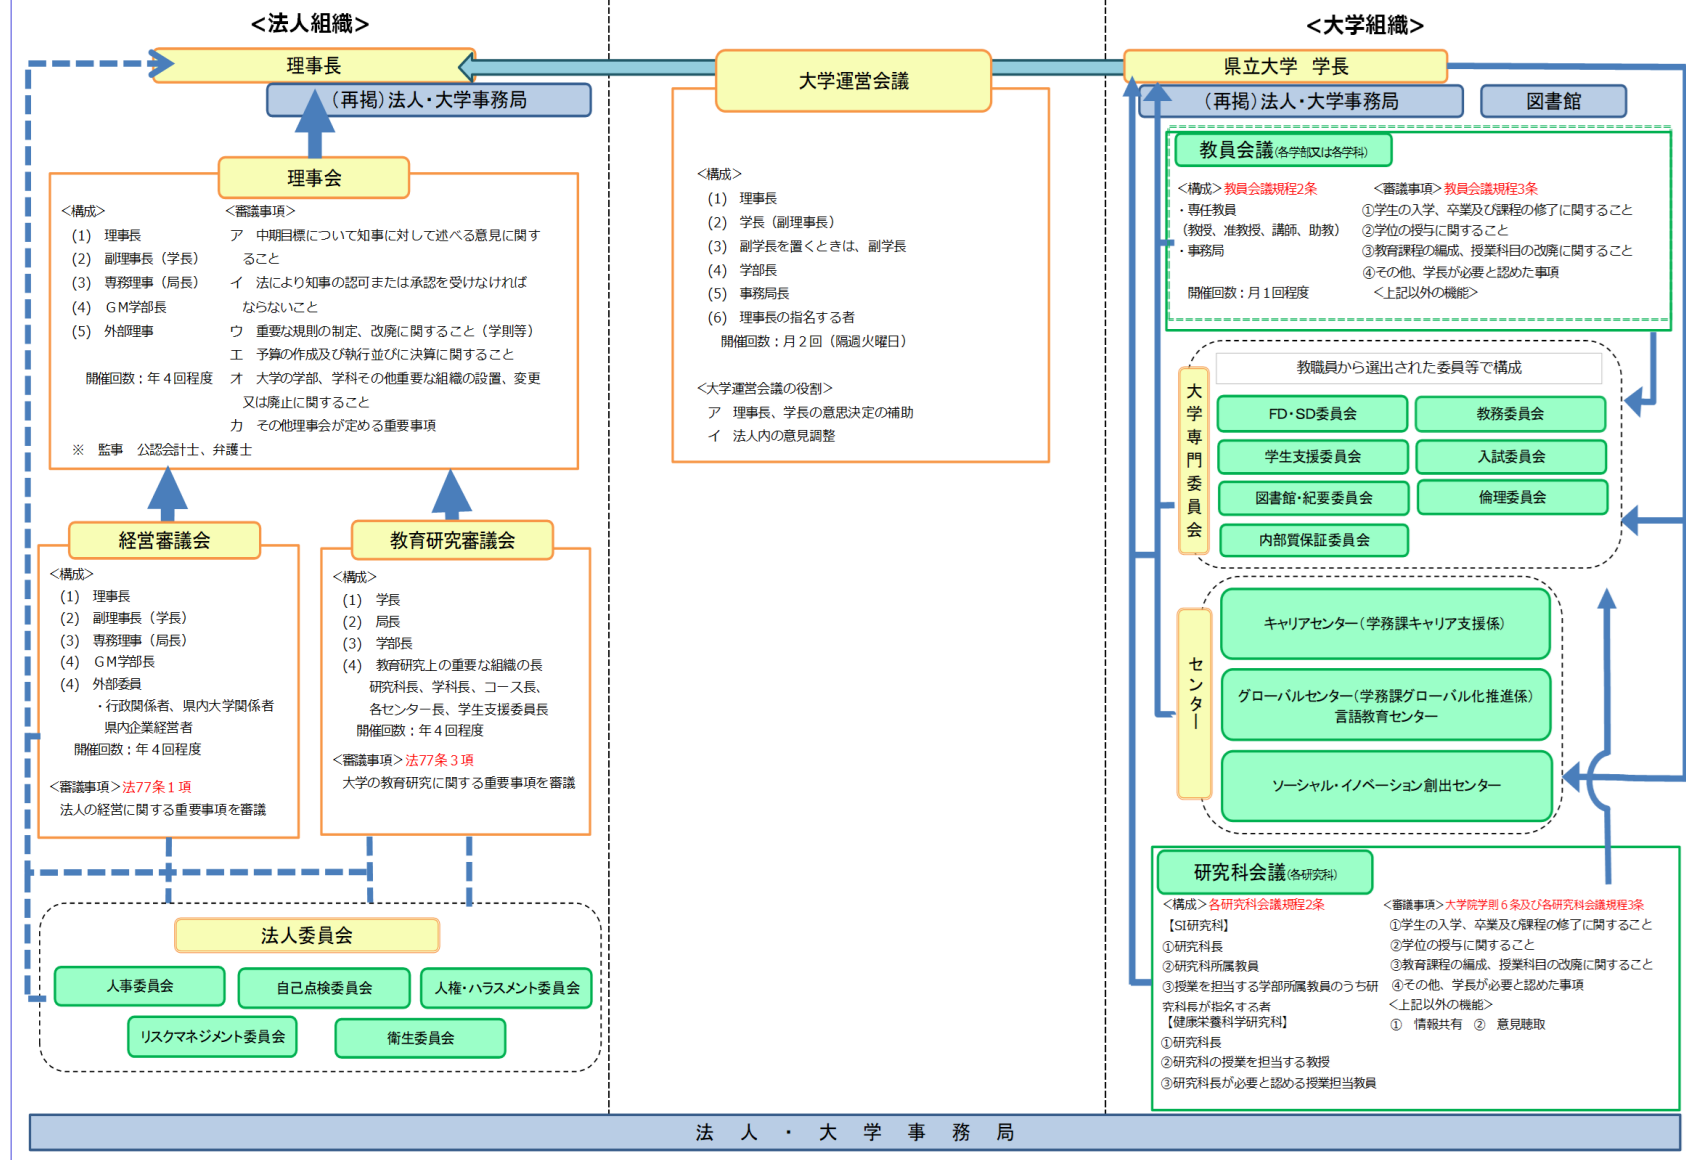 <法人組織>
理事長
（再掲）法人・大学事務局
理事会
<構成>
(1) 理事長
(2) 副理事長（学長）
(3) 専務理事（局長）
(4) ＧＭ学部長
(5) 外部理事
開催回数：年４回程度
<審議事項>
ア 中期目標について知事に対して述べる意見に関す
ること
イ 法により知事の認可または承認を受けなければ
ならないこと
ウ 重要な規則の制定、改廃に関すること（学則等）
エ 予算の作成及び執行並びに決算に関すること
オ 大学の学部、学科その他重要な組織の設置、変更
又は廃止に関すること
カ その他理事会が定める重要事項
※ 監事 公認会計士、弁護士
経営審議会
<構成>
(1) 理事長
(2) 副理事長（学長）
(3) 専務理事（局長）
(4) ＧＭ学部長
(4) 外部委員
・行政関係者、県内大学関係者
県内企業経営者
開催回数：年４回程度
<審議事項>法77条１項
法人の経営に関する重要事項を審議
教育研究審議会
<構成>
(1) 学長
(2) 局長
(3) 学部長
(4) 教育研究上の重要な組織の長
研究科長、学科長、コース長、
各センター長、学生支援委員長
開催回数：年４回程度
<審議事項>法77条３項
大学の教育研究に関する重要事項を審議
法人委員会
人事委員会
自己点検委員会
人権・ハラスメント委員会
リスクマネジメント委員会
衛生委員会
大学運営会議
<構成>
(1) 理事長
(2) 学長（副理事長）
(3) 副学長を置くときは、副学長
(4) 学部長
(5) 事務局長
(6) 理事長の指名する者
開催回数：月２回（隔週火曜日）
<大学運営会議の役割>
ア 理事長、学長の意思決定の補助
イ 法人内の意見調整
<大学組織>
県立大学 学長
（再掲）法人・大学事務局
図書館
教員会議(各学部又は各学科)
<構成>教員会議規程2条
・専任教員
（教授、准教授、講師、助教）
・事務局
開催回数：月１回程度
<審議事項>教員会議規程3条
①学生の入学、卒業及び課程の修了に関すること
②学位の授与に関すること
③教育課程の編成、授業科目の改廃に関すること
④その他、学長が必要と認めた事項
<上記以外の機能>
大学専門委員会
教職員から選出された委員等で構成
FD・SD委員会
教務委員会
学生支援委員会
入試委員会
図書館・紀要委員会
倫理委員会
内部質保証委員会
センター
キャリアセンター（学務課キャリア支援係）
グローバルセンター（学務課グローバル化推進係）
言語教育センター
ソーシャル・イノベーション創出センター
研究科会議(各研究科)
<構成>各研究科会議規程2条
【SI研究科】
①研究科長
②研究科所属教員
③授業を担当する学部所属教員のうち研
究科長が指名する者
【健康栄養科学研究科】
①研究科長
②研究科の授業を担当する教授
③研究科長が必要と認める授業担当教員
<審議事項>大学院学則６条及び各研究科会議規程3条
①学生の入学、卒業及び課程の修了に関すること
②学位の授与に関すること
③教育課程の編成、授業科目の改廃に関すること
④その他、学長が必要と認めた事項
<上記以外の機能>
① 情報共有 ② 意見聴取
法 人 ・ 大 学 事 務 局